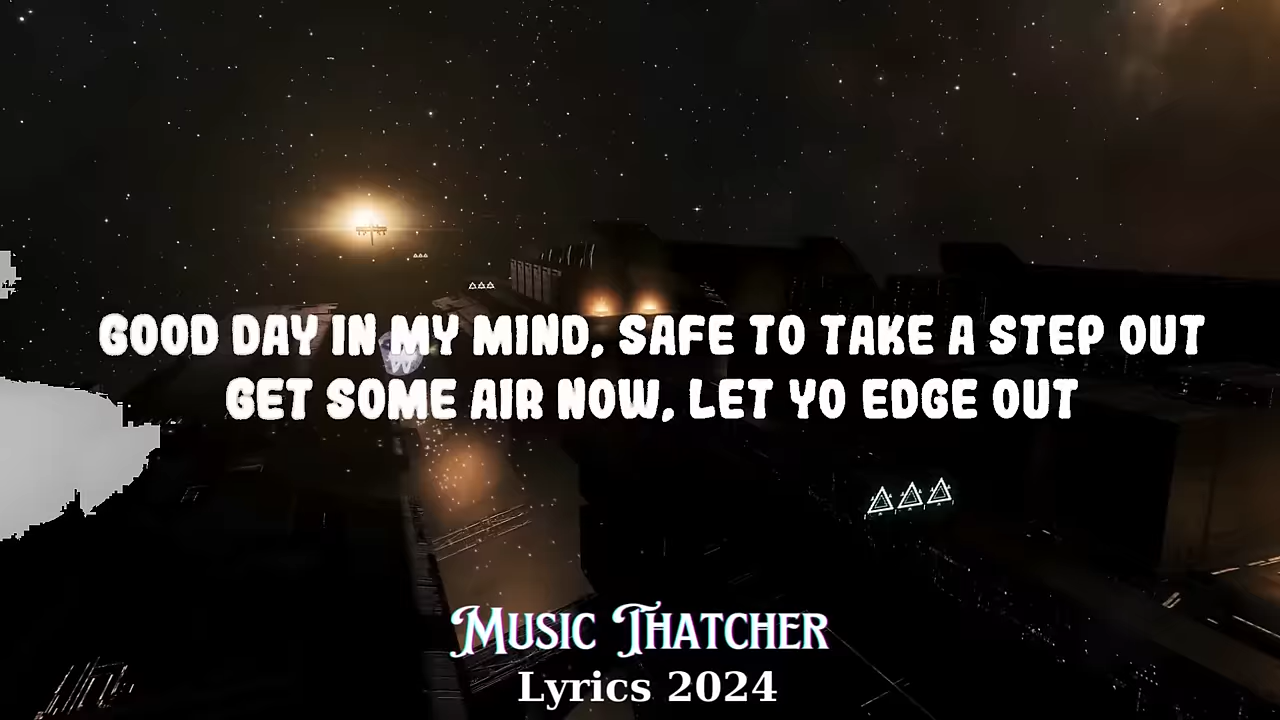 GOOD DAY IN MY MIND, SAFE TO TAKE A STEP OUT
GET SOME AIR NOW, LET YO EDGE OUT
MUSIC THATCHER
Lyrics 2024